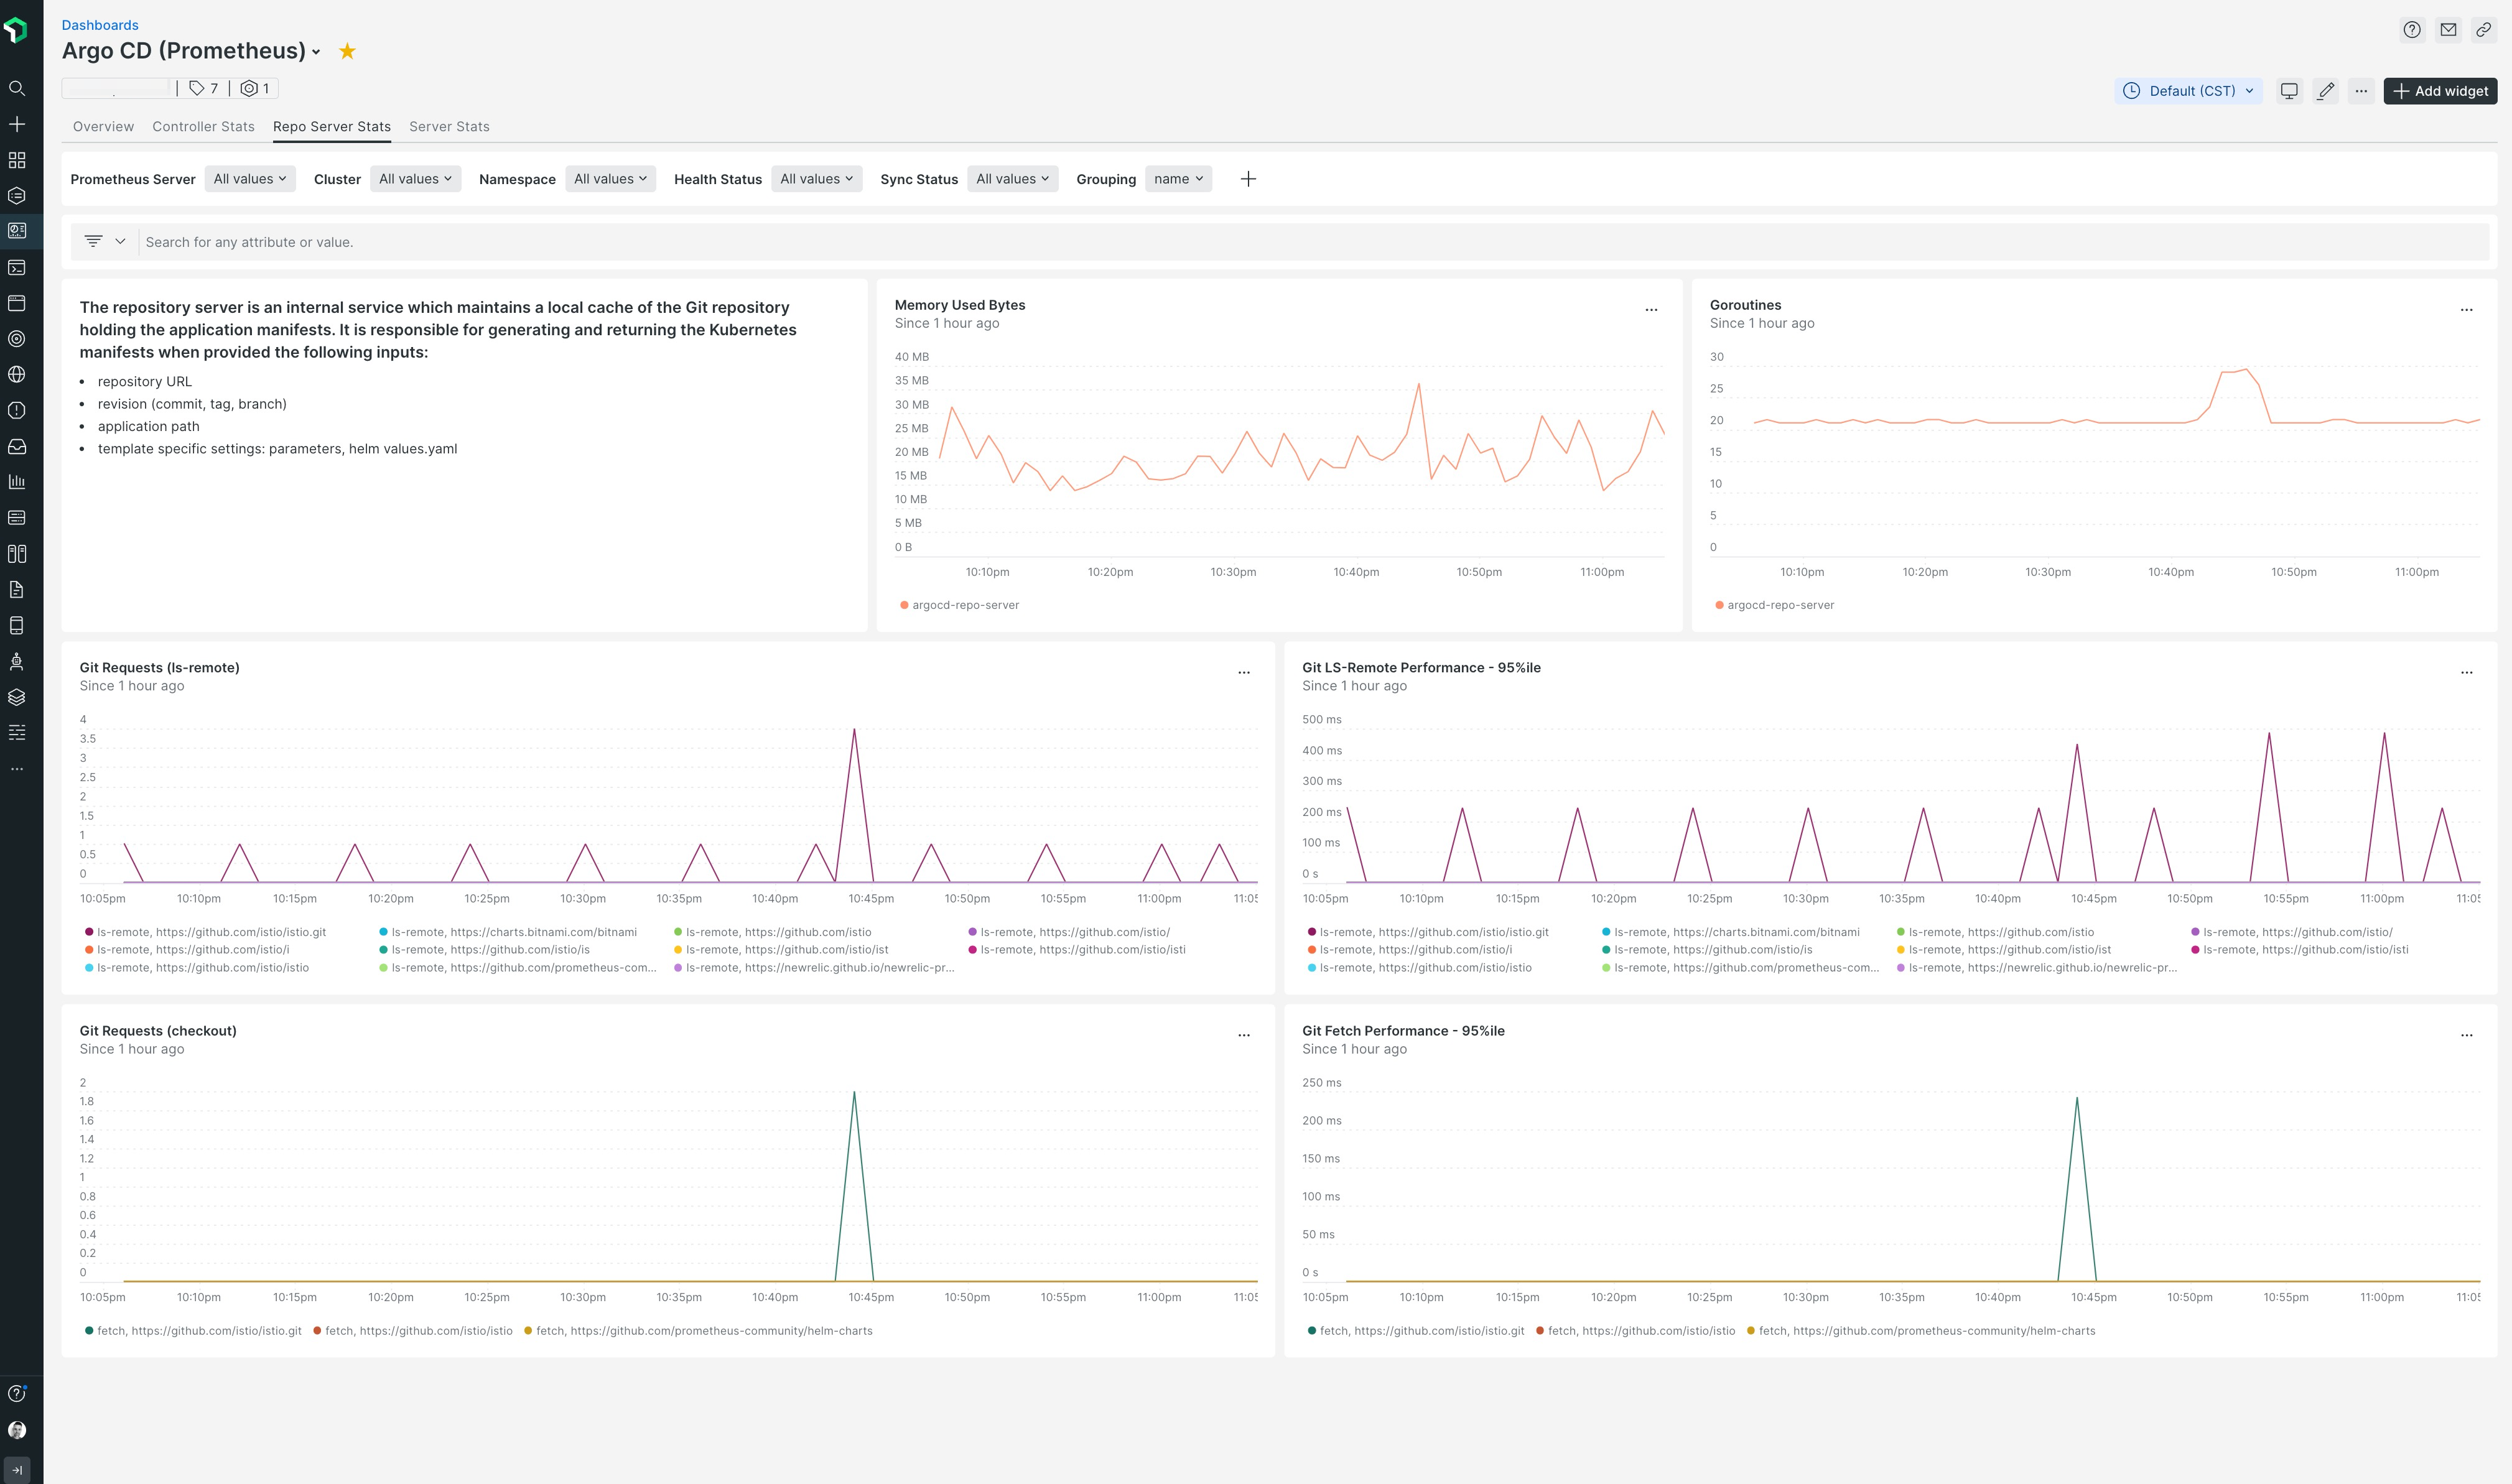 Dashboards
Argo CD (Prometheus)
7
1
Default (CST)
Add widget
Overview
Controller Stats
Repo Server Stats
Server Stats
Prometheus Server
All values
Cluster
All values
Namespace
All values
Health Status
All values
Sync Status
All values
Grouping
name
Search for any attribute or value.
The repository server is an internal service which maintains a local cache of the Git repository
holding the application manifests. It is responsible for generating and returning the Kubernetes
manifests when provided the following inputs:
• repository URL
• revision (commit, tag, branch)
• application path
• template specific settings: parameters, helm values.yaml
Memory Used Bytes
Since 1 hour ago
40 MB
35 MB
30 MB
25 MB
20 MB
15 MB
10 MB
5 MB
0 B
10:10pm
10:20pm
10:30pm
10:40pm
10:50pm
11:00pm
argocd-repo-server
Goroutines
Since 1 hour ago
30
25
20
15
10
5
0
10:10pm
10:20pm
10:30pm
10:40pm
10:50pm
11:00pm
argocd-repo-server
Git Requests (ls-remote)
Since 1 hour ago
4
3.5
3
2.5
2
1.5
1
0.5
0
10:05pm
10:10pm
10:15pm
10:20pm
10:25pm
10:30pm
10:35pm
10:40pm
10:45pm
10:50pm
10:55pm
11:00pm
11:05
ls-remote, https://github.com/istio/istio.git
ls-remote, https://charts.bitnami.com/bitnami
ls-remote, https://github.com/istio
ls-remote, https://github.com/istio/
ls-remote, https://github.com/istio/i
ls-remote, https://github.com/istio/is
ls-remote, https://github.com/istio/ist
ls-remote, https://github.com/istio/isti
ls-remote, https://github.com/istio/istio
ls-remote, https://github.com/prometheus-com...
ls-remote, https://newrelic.github.io/newrelic-pr...
Git LS-Remote Performance - 95%ile
Since 1 hour ago
500 ms
400 ms
300 ms
200 ms
100 ms
0 s
10:05pm
10:10pm
10:15pm
10:20pm
10:25pm
10:30pm
10:35pm
10:40pm
10:45pm
10:50pm
10:55pm
11:00pm
11:05
ls-remote, https://github.com/istio/istio.git
ls-remote, https://charts.bitnami.com/bitnami
ls-remote, https://github.com/istio
ls-remote, https://github.com/istio/
ls-remote, https://github.com/istio/i
ls-remote, https://github.com/istio/is
ls-remote, https://github.com/istio/ist
ls-remote, https://github.com/istio/isti
ls-remote, https://github.com/istio/istio
ls-remote, https://github.com/prometheus-com...
ls-remote, https://newrelic.github.io/newrelic-pr...
Git Requests (checkout)
Since 1 hour ago
2
1.8
1.6
1.4
1.2
1
0.8
0.6
0.4
0.2
0
10:05pm
10:10pm
10:15pm
10:20pm
10:25pm
10:30pm
10:35pm
10:40pm
10:45pm
10:50pm
10:55pm
11:00pm
11:05
fetch, https://github.com/istio/istio.git
fetch, https://github.com/istio/istio
fetch, https://github.com/prometheus-community/helm-charts
Git Fetch Performance - 95%ile
Since 1 hour ago
250 ms
200 ms
150 ms
100 ms
50 ms
0 s
10:05pm
10:10pm
10:15pm
10:20pm
10:25pm
10:30pm
10:35pm
10:40pm
10:45pm
10:50pm
10:55pm
11:00pm
11:05
fetch, https://github.com/istio/istio.git
fetch, https://github.com/istio/istio
fetch, https://github.com/prometheus-community/helm-charts